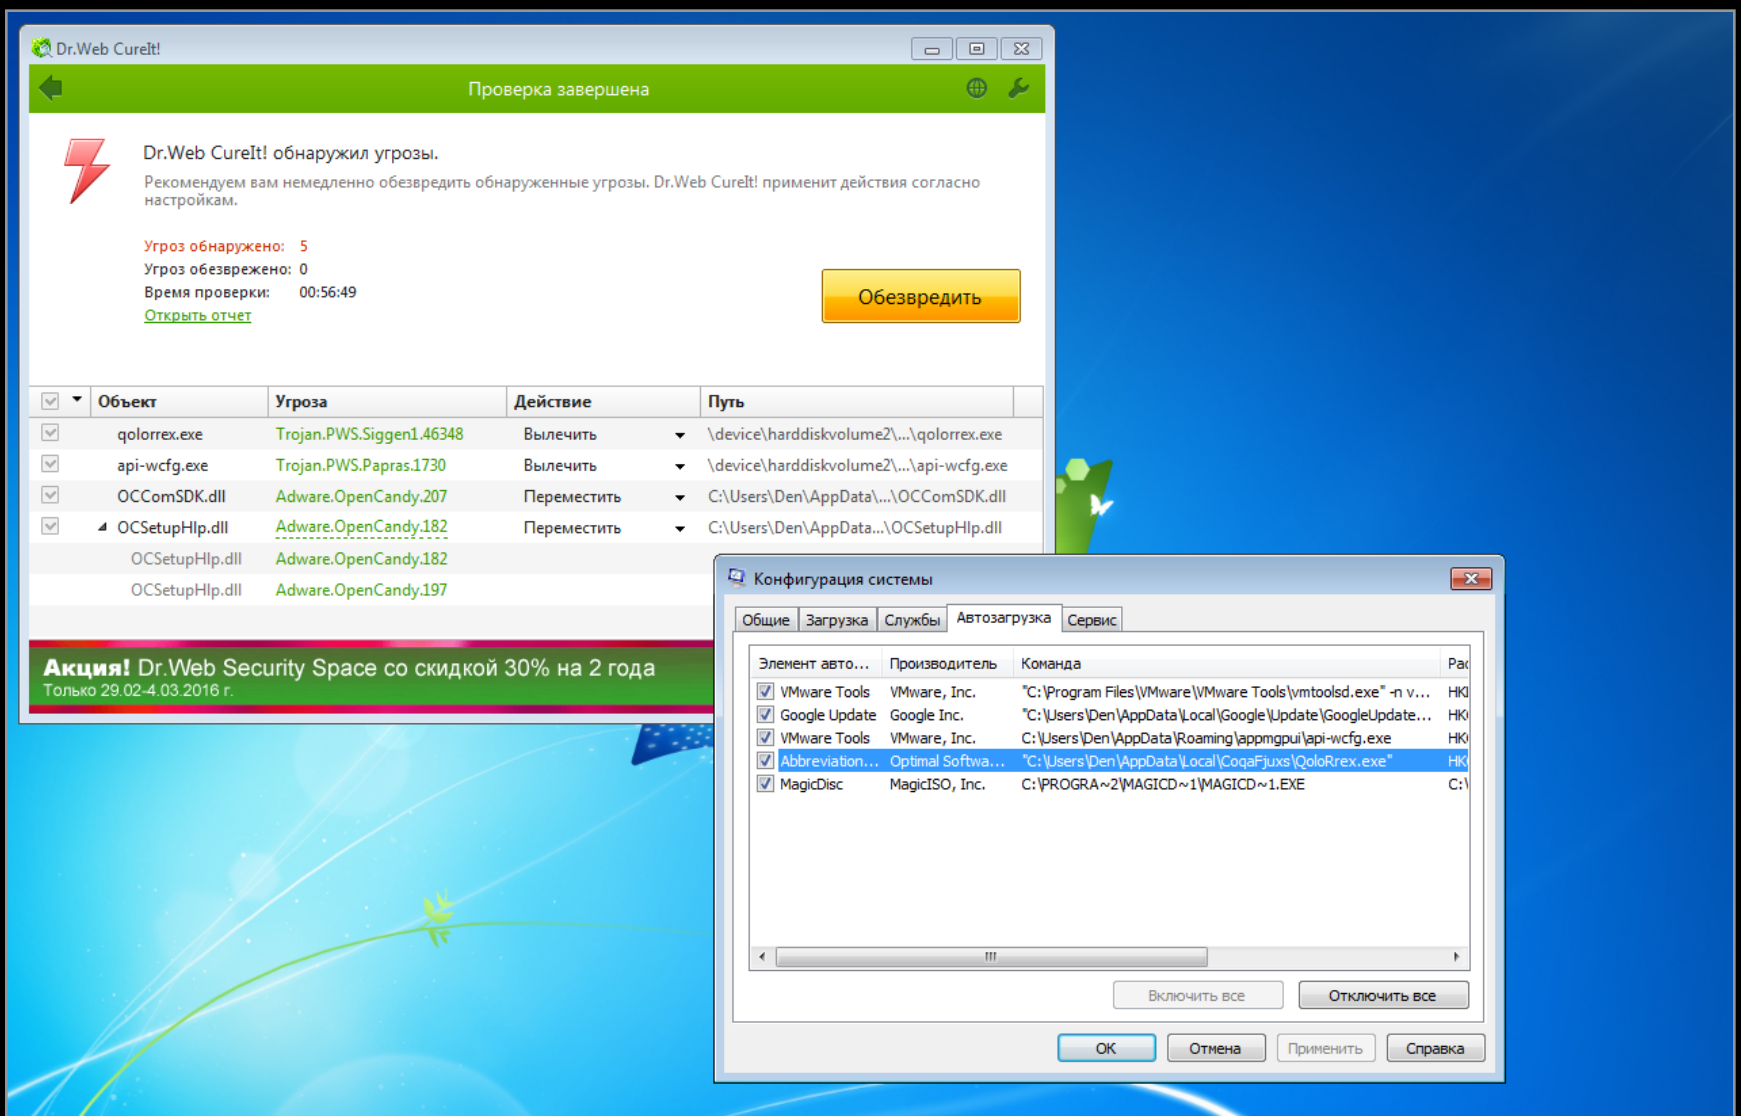 Dr.Web CureIt!
Проверка завершена
Dr.Web CureIt! обнаружил угрозы.
Рекомендуем вам немедленно обезвредить обнаруженные угрозы. Dr.Web CureIt! применит действия согласно
настройкам.
Угроз обнаружено: 5
Угроз обезврежено: 0
Время проверки: 00:56:49
Открыть отчет
Обезвредить
Объект Угроза Действие Путь
qolorrex.exe Trojan.PWS.Siggen1.46348 Вылечить \device\harddiskvolume2\...\qolorrex.exe
api-wcfg.exe Trojan.PWS.Papras.1730 Вылечить \device\harddiskvolume2\...\api-wcfg.exe
OCComSDK.dll Adware.OpenCandy.207 Переместить C:\Users\Den\AppData\...\OCComSDK.dll
OCSetupHlp.dll Adware.OpenCandy.182 Переместить C:\Users\Den\AppData...\OCSetupHlp.dll
OCSetupHlp.dll Adware.OpenCandy.182
OCSetupHlp.dll Adware.OpenCandy.197
Акция! Dr.Web Security Space со скидкой 30% на 2 года
Только 29.02-4.03.2016 г.
Конфигурация системы
Общие Загрузка Службы Автозагрузка Сервис
Элемент авто... Производитель Команда Рас
VMware Tools VMware, Inc. "C:\Program Files\VMware\VMware Tools\vmtoolsd.exe" -n v... HKL
Google Update Google Inc. "C:\Users\Den\AppData\Local\Google\Update\GoogleUpdate... HKC
VMware Tools VMware, Inc. C:\Users\Den\AppData\Roaming\appmgpui\api-wcfg.exe HKC
Abbreviation... Optimal Softwa... "C:\Users\Den\AppData\Local\CoqaFjuxs\QoloRrex.exe" HKC
MagicDisc MagicISO, Inc. C:\PROGRA~2\MAGICD~1\MAGICD~1.EXE C:\
Включить все Отключить все
ОК Отмена Применить Справка